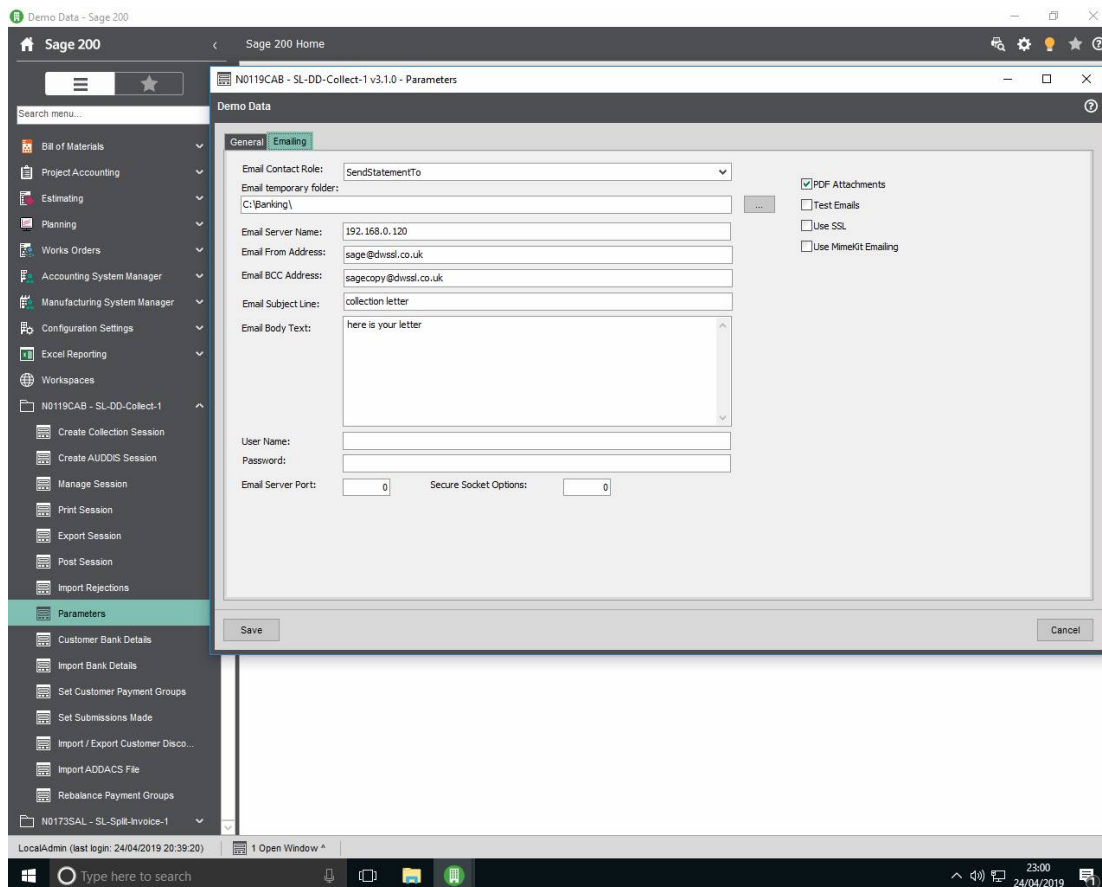 Demo Data - Sage 200
Sage 200
Sage 200 Home
Search menu...
Bill of Materials
Project Accounting
Estimating
Planning
Works Orders
Accounting System Manager
Manufacturing System Manager
Configuration Settings
Excel Reporting
Workspaces
N0119CAB - SL-DD-Collect-1
Create Collection Session
Create AUDDIS Session
Manage Session
Print Session
Export Session
Post Session
Import Rejections
Parameters
Customer Bank Details
Import Bank Details
Set Customer Payment Groups
Set Submissions Made
Import / Export Customer Disco...
Import ADDACS File
Rebalance Payment Groups
N0173SAL - SL-Split-Invoice-1
N0119CAB - SL-DD-Collect-1 v3.1.0 - Parameters
Demo Data
General Emailing
Email Contact Role: SendStatementTo
Email temporary folder:
C:\Banking\ ...
Email Server Name: 192.168.0.120
Email From Address: sage@dwssl.co.uk
Email BCC Address: sagecopy@dwssl.co.uk
Email Subject Line: collection letter
Email Body Text: here is your letter
User Name:
Password:
Email Server Port: 0 Secure Socket Options: 0
PDF Attachments
Test Emails
Use SSL
Use MimeKit Emailing
Save Cancel
LocalAdmin (last login: 24/04/2019 20:39:20) 1 Open Window ^
Type here to search
23:00
24/04/2019
1